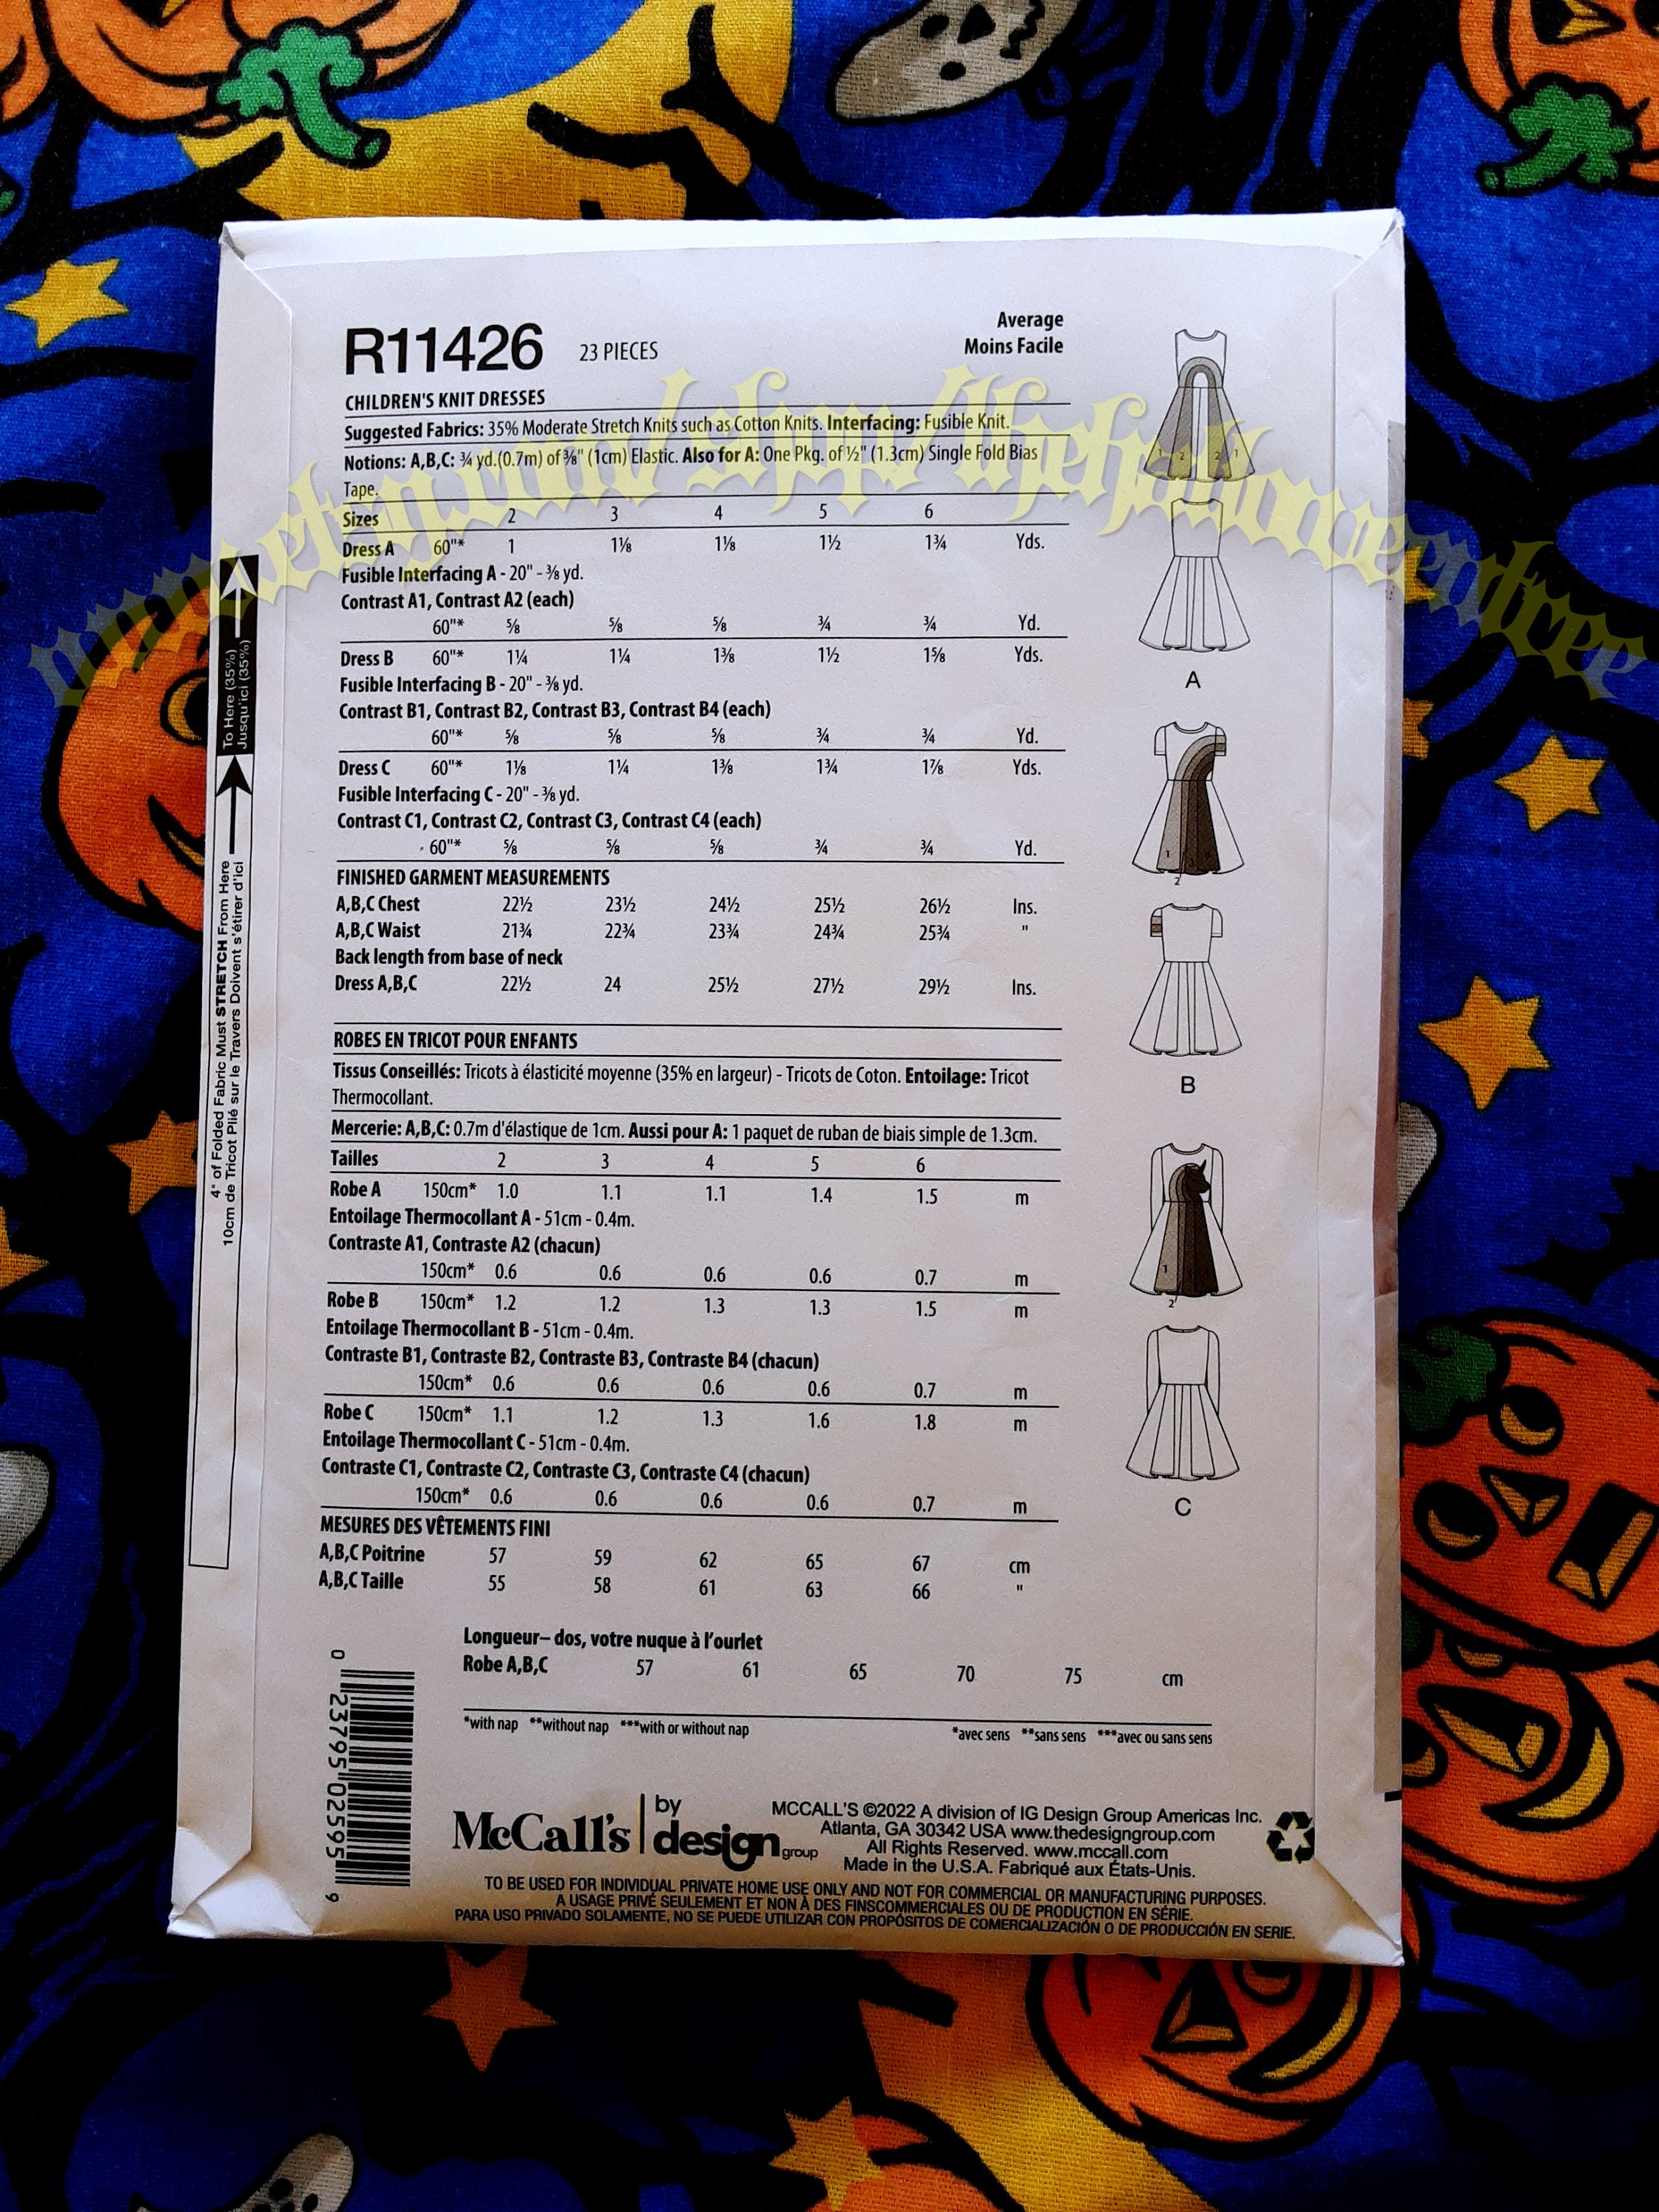 R11426 23 PIECES
Average
Moins Facile
CHILDREN'S KNIT DRESSES
Suggested Fabrics: 35% Moderate Stretch Knits such as Cotton Knits. Interfacing: Fusible Knit.
Notions: A,B,C: ¾ yd.(0.7m) of ⅜" (1cm) Elastic. Also for A: One Pkg. of ½" (1.3cm) Single Fold Bias
Tape.
Sizes 2 3 4 5 6
Dress A 60"* 1 1⅛ 1⅛ 1½ 1¾ Yds.
Fusible Interfacing A - 20" - ⅜ yd.
Contrast A1, Contrast A2 (each)
60"* ⅝ ⅝ ⅝ ¾ ¾ Yd.
Dress B 60"* 1¼ 1¼ 1⅜ 1½ 1⅝ Yds.
Fusible Interfacing B - 20" - ⅜ yd.
Contrast B1, Contrast B2, Contrast B3, Contrast B4 (each)
60"* ⅝ ⅝ ⅝ ¾ ¾ Yd.
Dress C 60"* 1⅛ 1¼ 1⅜ 1¾ 1⅞ Yds.
Fusible Interfacing C - 20" - ⅜ yd.
Contrast C1, Contrast C2, Contrast C3, Contrast C4 (each)
60"* ⅝ ⅝ ⅝ ¾ ¾ Yd.
FINISHED GARMENT MEASUREMENTS
A,B,C Chest 22½ 23½ 24½ 25½ 26½ Ins.
A,B,C Waist 21¾ 22¾ 23¾ 24¾ 25¾ "
Back length from base of neck
Dress A,B,C 22½ 24 25½ 27½ 29½ Ins.
ROBES EN TRICOT POUR ENFANTS
Tissus Conseillés: Tricots à élasticité moyenne (35% en largeur) - Tricots de Coton. Entoilage: Tricot
Thermocollant.
Mercerie: A,B,C: 0.7m d'élastique de 1cm. Aussi pour A: 1 paquet de ruban de biais simple de 1.3cm.
Tailles 2 3 4 5 6
Robe A 150cm* 1.0 1.1 1.1 1.4 1.5 m
Entoilage Thermocollant A - 51cm - 0.4m.
Contraste A1, Contraste A2 (chacun)
150cm* 0.6 0.6 0.6 0.6 0.7 m
Robe B 150cm* 1.2 1.2 1.3 1.3 1.5 m
Entoilage Thermocollant B - 51cm - 0.4m.
Contraste B1, Contraste B2, Contraste B3, Contraste B4 (chacun)
150cm* 0.6 0.6 0.6 0.6 0.7 m
Robe C 150cm* 1.1 1.2 1.3 1.6 1.8 m
Entoilage Thermocollant C - 51cm - 0.4m.
Contraste C1, Contraste C2, Contraste C3, Contraste C4 (chacun)
150cm* 0.6 0.6 0.6 0.6 0.7 m
MESURES DES VÊTEMENTS FINI
A,B,C Poitrine 57 59 62 65 67 cm
A,B,C Taille 55 58 61 63 66 "
Longueur– dos, votre nuque à l'ourlet
Robe A,B,C 57 61 65 70 75 cm
*with nap **without nap ***with or without nap
*avec sens **sans sens ***avec ou sans sens
McCall's by design group
MCCALL'S ©2022 A division of IG Design Group Americas Inc.
Atlanta, GA 30342 USA www.thedesigngroup.com
All Rights Reserved. www.mccall.com
Made in the U.S.A. Fabriqué aux États-Unis.
TO BE USED FOR INDIVIDUAL PRIVATE HOME USE ONLY AND NOT FOR COMMERCIAL OR MANUFACTURING PURPOSES.
A USAGE PRIVÉ SEULEMENT ET NON À DES FINSCOMMERCIALES OU DE PRODUCTION EN SÉRIE.
PARA USO PRIVADO SOLAMENTE, NO SE PUEDE UTILIZAR CON PROPÓSITOS DE COMERCIALIZACIÓN O DE PRODUCCIÓN EN SERIE.
0 23795 02595 9
4" of Folded Fabric Must STRETCH From Here
10cm de Tricot Plié sur le Travers Doivent s'étirer d'ici
To Here (35%)
Jusqu'ici (35%)
1 2 2 1
A
1 2
B
1 2
C
www.etsy.com/shop/thehalloweentree